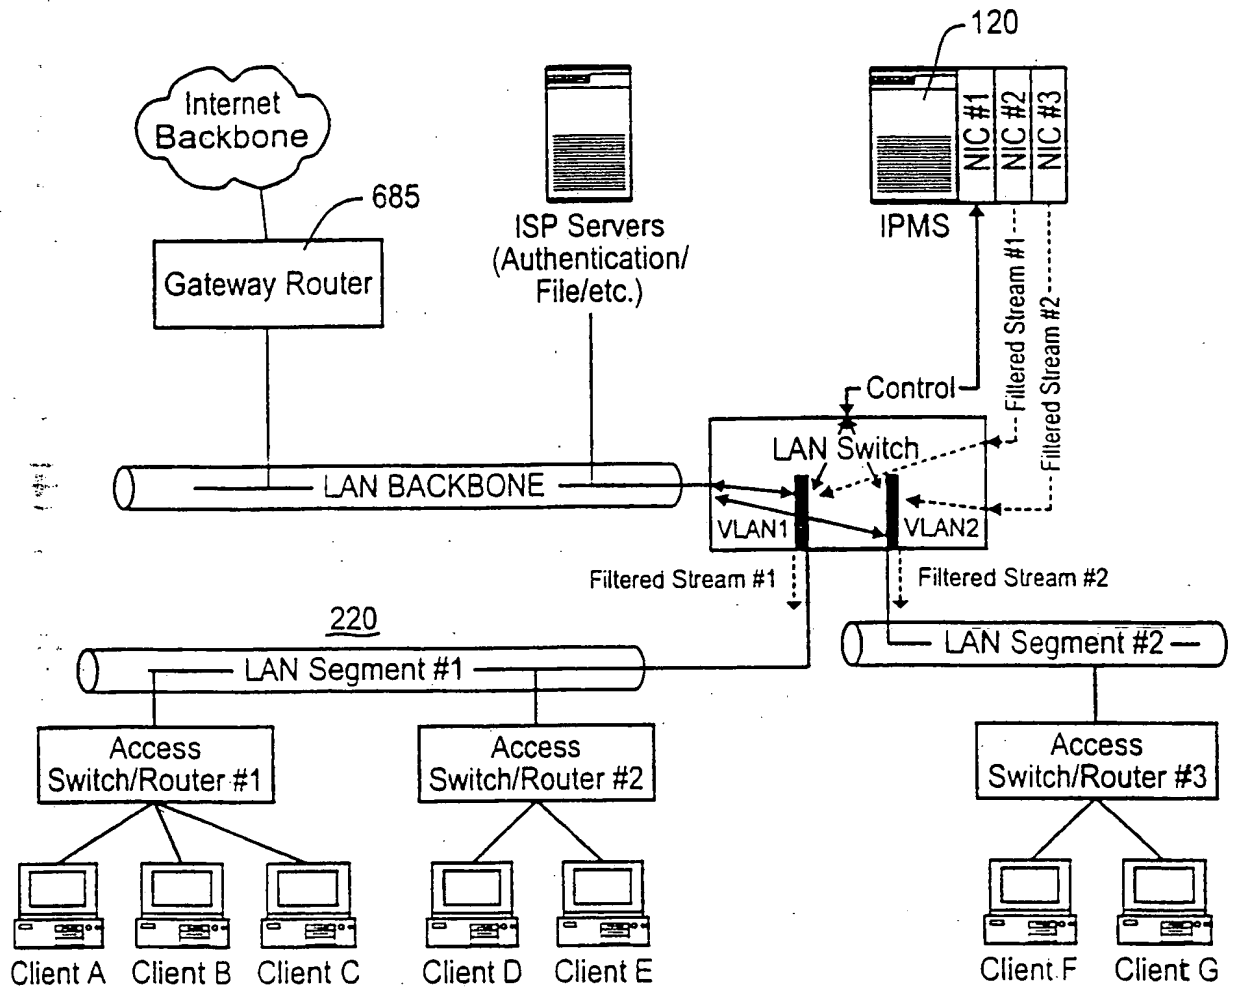 120
Internet
Backbone
NIC #1
NIC #2
NIC #3
685
ISP Servers
(Authentication/
File/etc.)
IPMS
Gateway Router
Filtered Stream #1
Filtered Stream #2
Control
LAN Switch
LAN BACKBONE
VLAN1
VLAN2
Filtered Stream #1
Filtered Stream #2
220
LAN Segment #1
LAN Segment #2
Access
Switch/Router #1
Access
Switch/Router #2
Access
Switch/Router #3
Client A
Client B
Client C
Client D
Client E
Client F
Client G